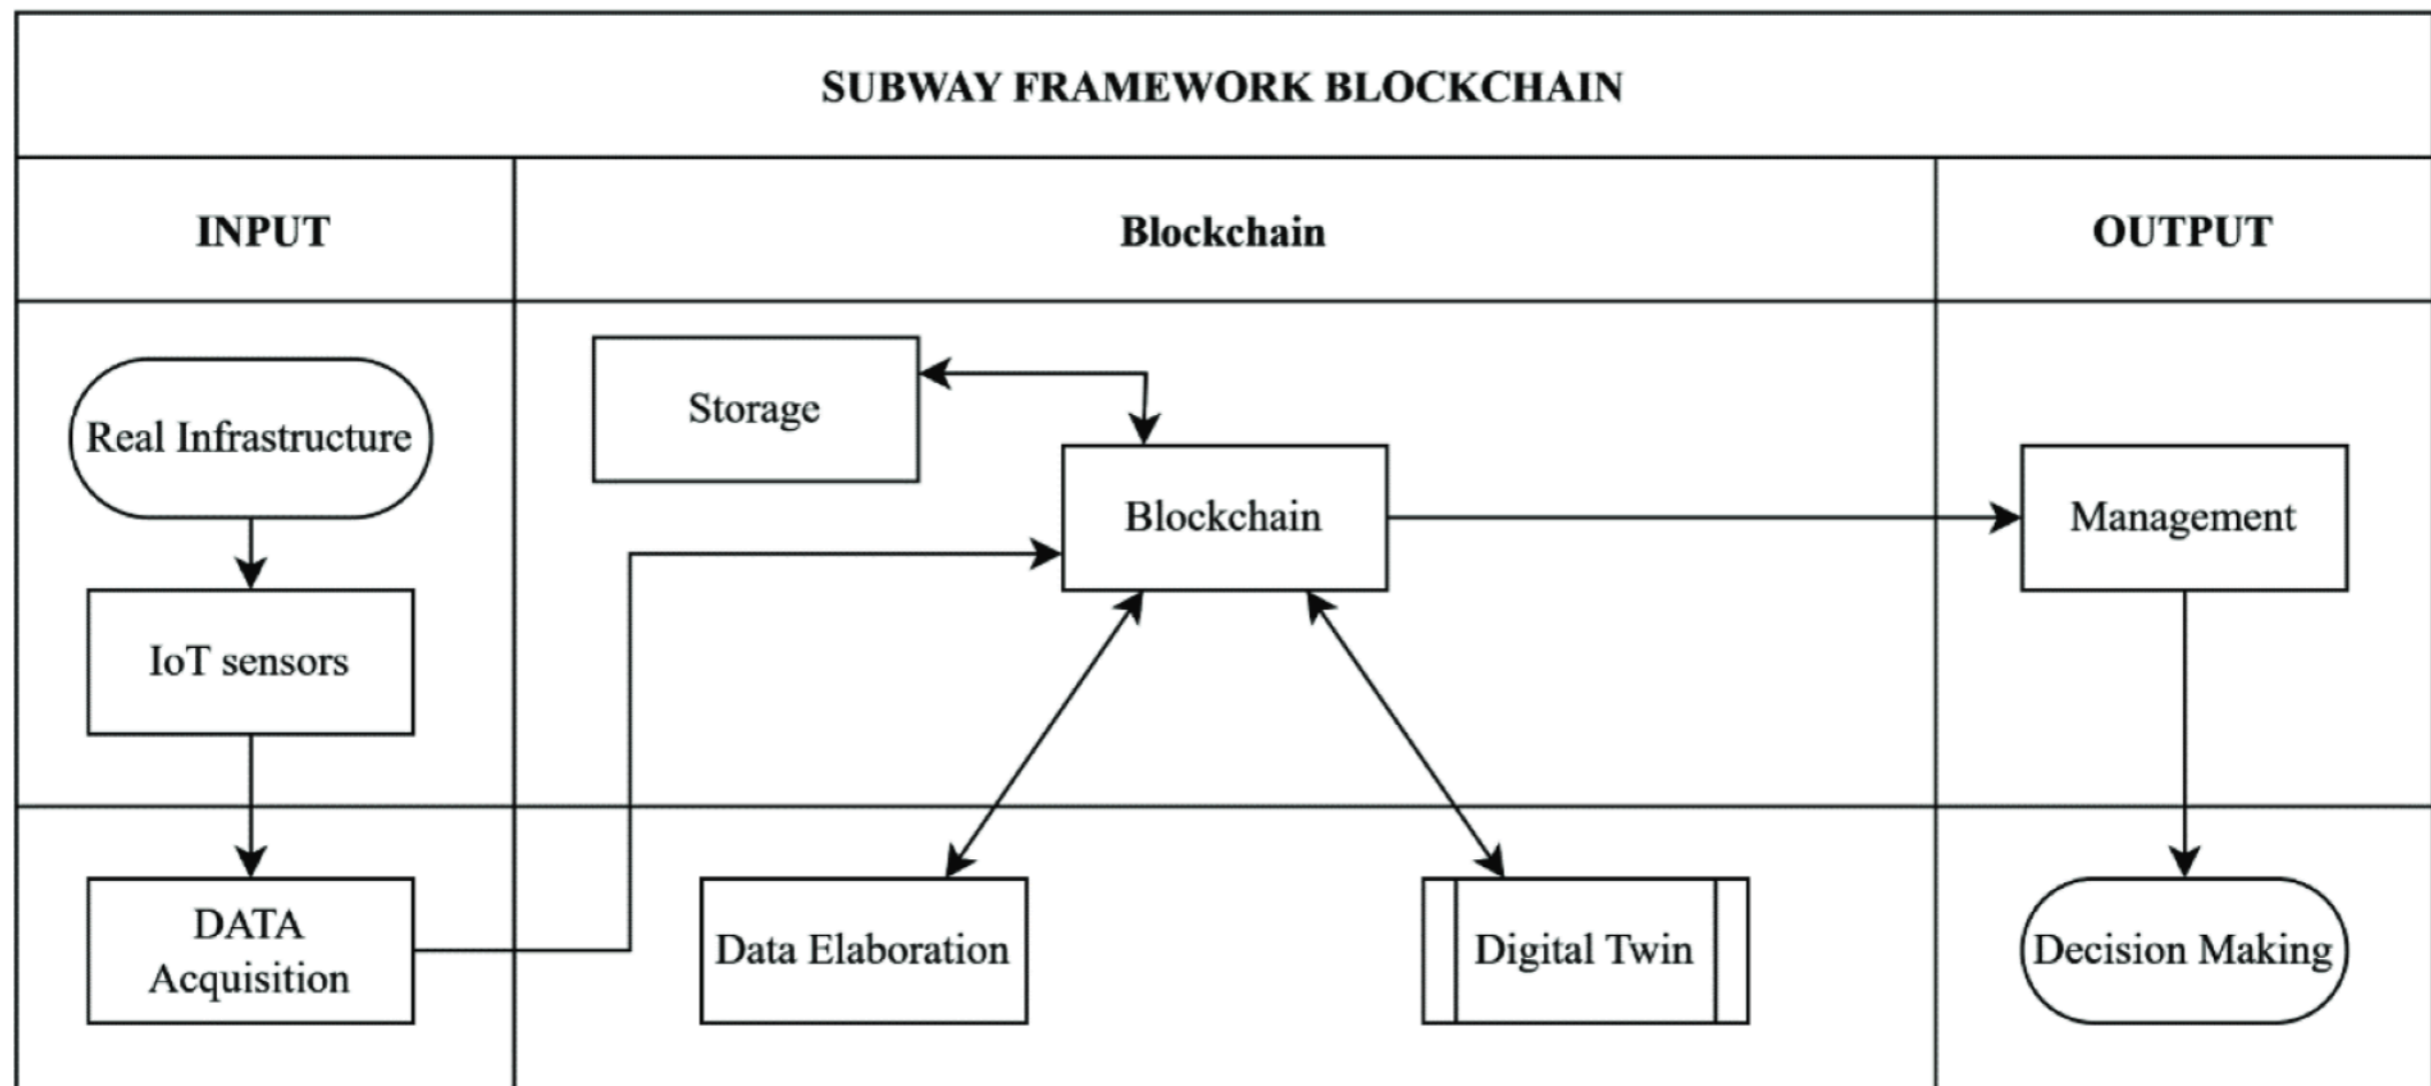 SUBWAY FRAMEWORK BLOCKCHAIN
INPUT
Blockchain
OUTPUT
Real Infrastructure
IoT sensors
DATA
Acquisition
Storage
Blockchain
Data Elaboration
Digital Twin
Management
Decision Making